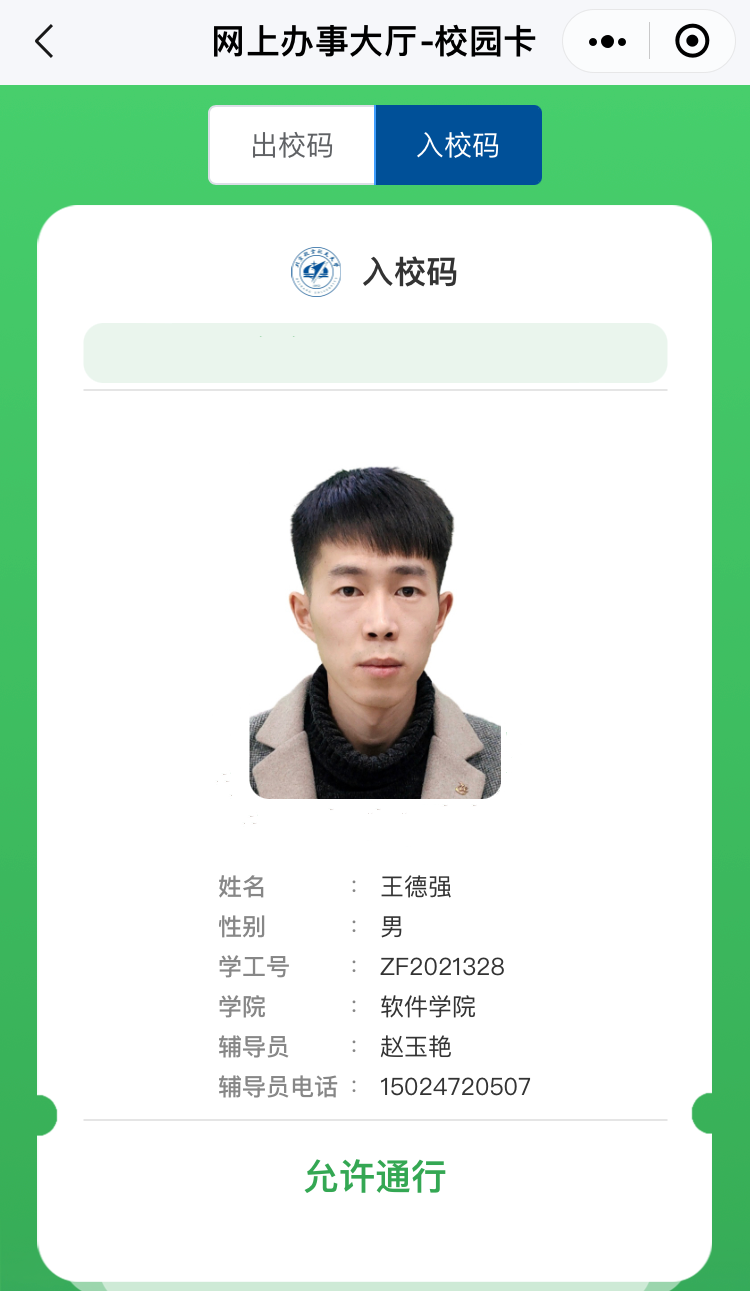 网上办事大厅-校园卡
出校码 入校码
入校码
姓名 : 王德强
性别 : 男
学工号 : ZF2021328
学院 : 软件学院
辅导员 : 赵玉艳
辅导员电话 : 15024720507
允许通行